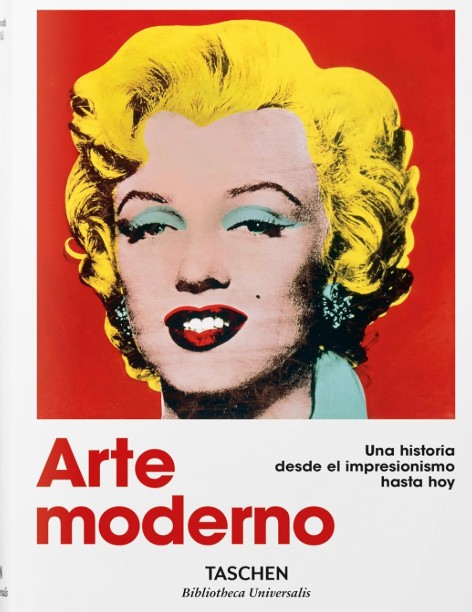 Arte
moderno
Una historia
desde el impresionismo
hasta hoy
TASCHEN
Bibliotheca Universalis